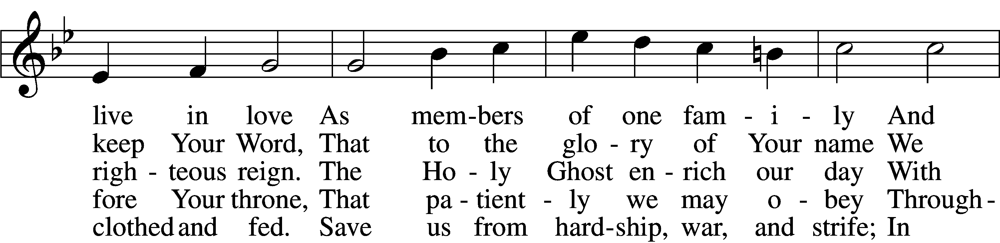 live in love As mem-bers of one fam - i - ly And
keep Your Word, That to the glo - ry of Your name We
righ - teous reign. The Ho - ly Ghost en - rich our day With
fore Your throne, That pa - tient - ly we may o - bey Through -
clothed and fed. Save us from hard-ship, war, and strife; In